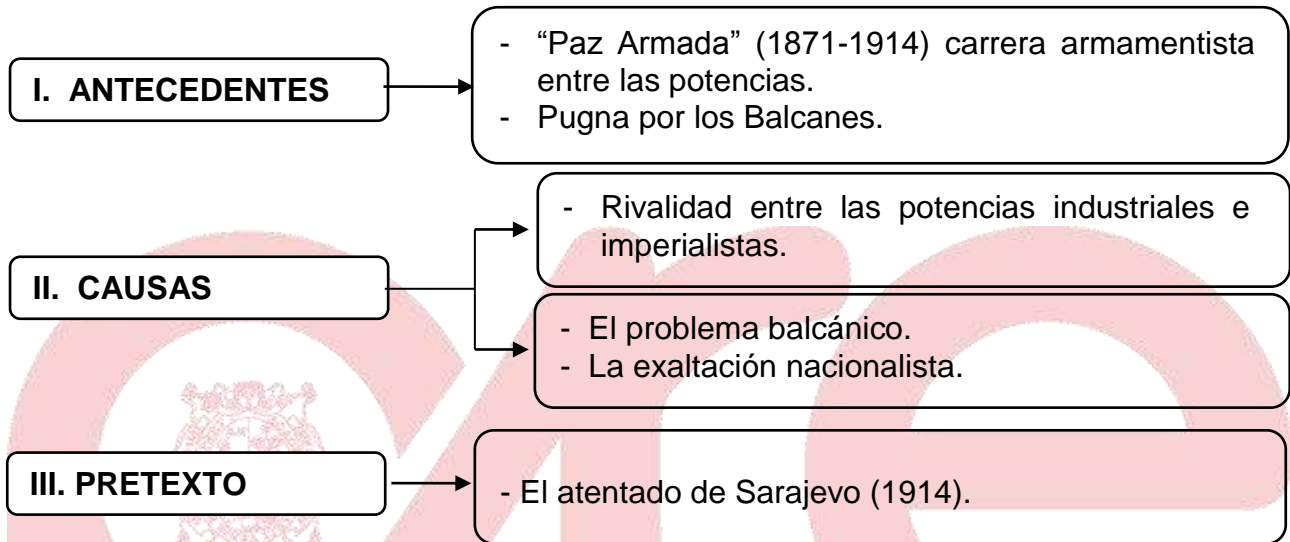 I. ANTECEDENTES
- “Paz Armada” (1871-1914) carrera armamentista
entre las potencias.
- Pugna por los Balcanes.
II. CAUSAS
- Rivalidad entre las potencias industriales e
imperialistas.
- El problema balcánico.
- La exaltación nacionalista.
III. PRETEXTO
- El atentado de Sarajevo (1914).